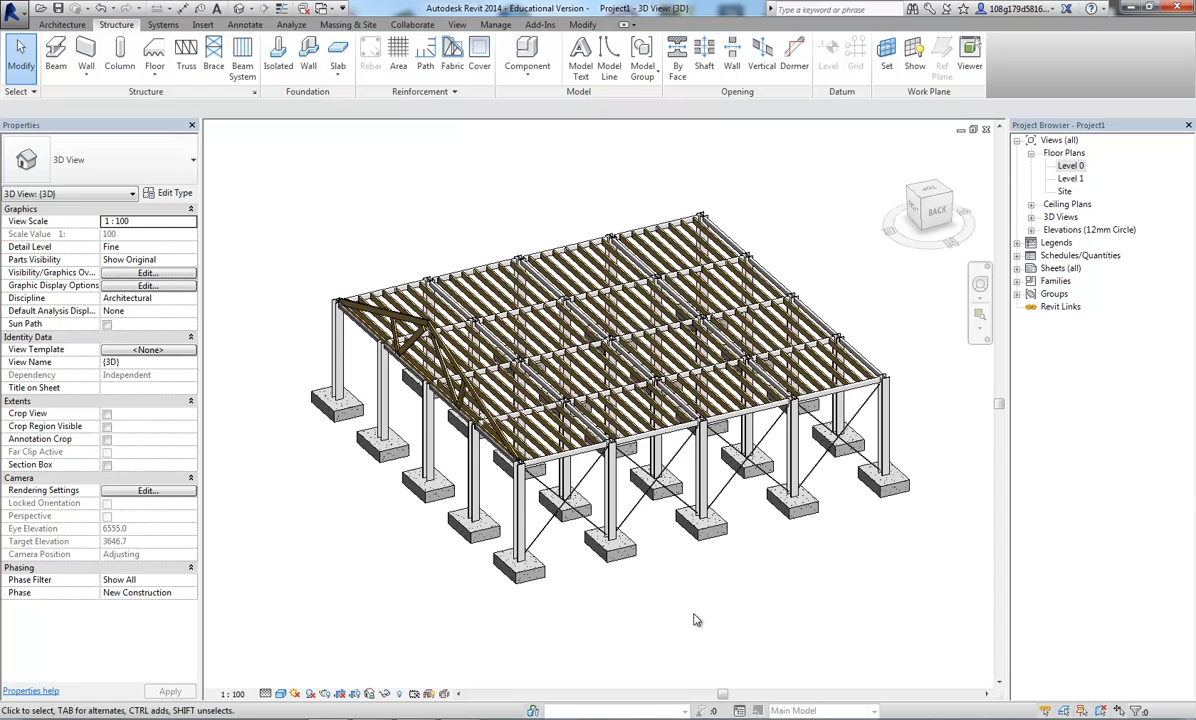 Autodesk Revit 2014 - Educational Version - Project1 - 3D View: {3D}
Type a keyword or phrase
108g179d5816...
Architecture Structure Systems Insert Annotate Analyze Massing & Site Collaborate View Manage Add-Ins Modify
Modify Beam Wall Column Floor Truss Brace Beam System Isolated Wall Slab Rebar Area Path Fabric Cover Component Model Text Model Line Model Group By Face Shaft Wall Vertical Dormer Level Grid Set Show Ref Plane Viewer
Select Structure Foundation Reinforcement Model Opening Datum Work Plane
Properties
3D View
3D View: {3D} Edit Type
Graphics
View Scale 1 : 100
Scale Value 1: 100
Detail Level Fine
Parts Visibility Show Original
Visibility/Graphics Ov... Edit...
Graphic Display Options Edit...
Discipline Architectural
Default Analysis Displ... None
Sun Path
Identity Data
View Template <None>
View Name {3D}
Dependency Independent
Title on Sheet
Extents
Crop View
Crop Region Visible
Annotation Crop
Far Clip Active
Section Box
Camera
Rendering Settings Edit...
Locked Orientation
Perspective
Eye Elevation 6555.0
Target Elevation 3646.7
Camera Position Adjusting
Phasing
Phase Filter Show All
Phase New Construction
Properties help Apply
BACK
TOP
Project Browser - Project1
Views (all)
Floor Plans
Level 0
Level 1
Site
Ceiling Plans
3D Views
Elevations (12mm Circle)
Legends
Schedules/Quantities
Sheets (all)
Families
Groups
Revit Links
1 : 100
Click to select, TAB for alternates, CTRL adds, SHIFT unselects.
:0 Main Model :0